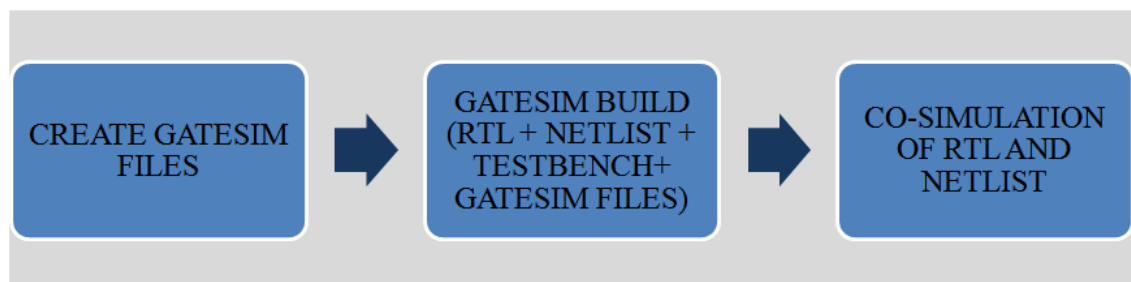 CREATE GATESIM
FILES
GATESIM BUILD
(RTL + NETLIST +
TESTBENCH+
GATESIM FILES)
CO-SIMULATION
OF RTL AND
NETLIST